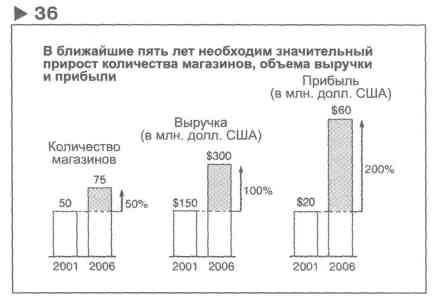 ▶ 36
В ближайшие пять лет необходим значительный
прирост количества магазинов, объема выручки
и прибыли
Количество
магазинов
50
75
50%
2001 2006
Выручка
(в млн. долл. США)
$150
$300
100%
2001 2006
Прибыль
(в млн. долл. США)
$20
$60
200%
2001 2006